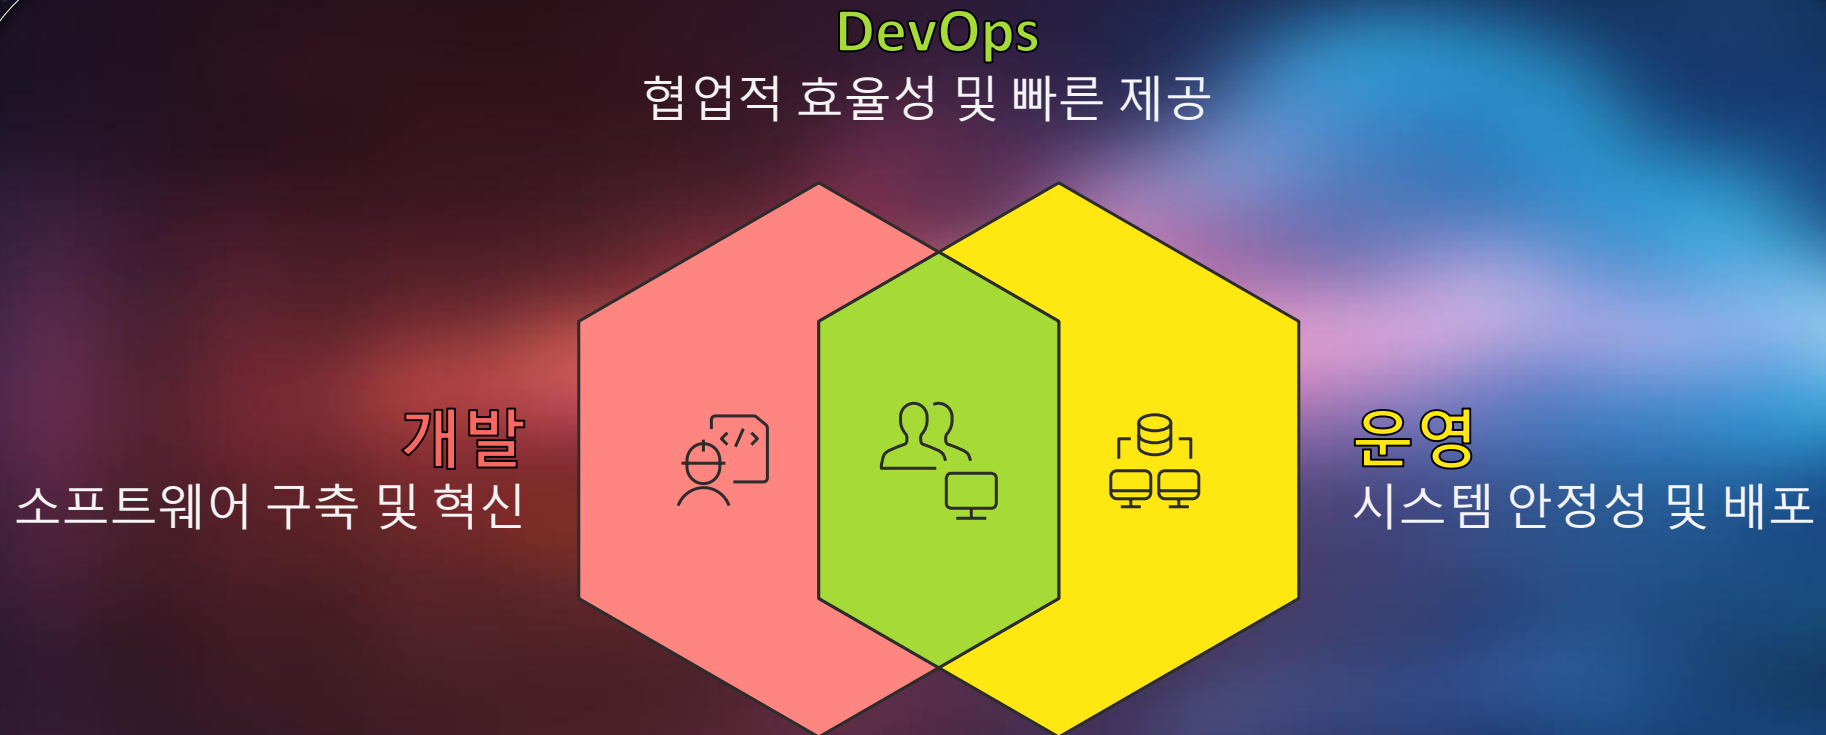 DevOps
협업적 효율성 및 빠른 제공
개발
소프트웨어 구축 및 혁신
</>
운영
시스템 안정성 및 배포